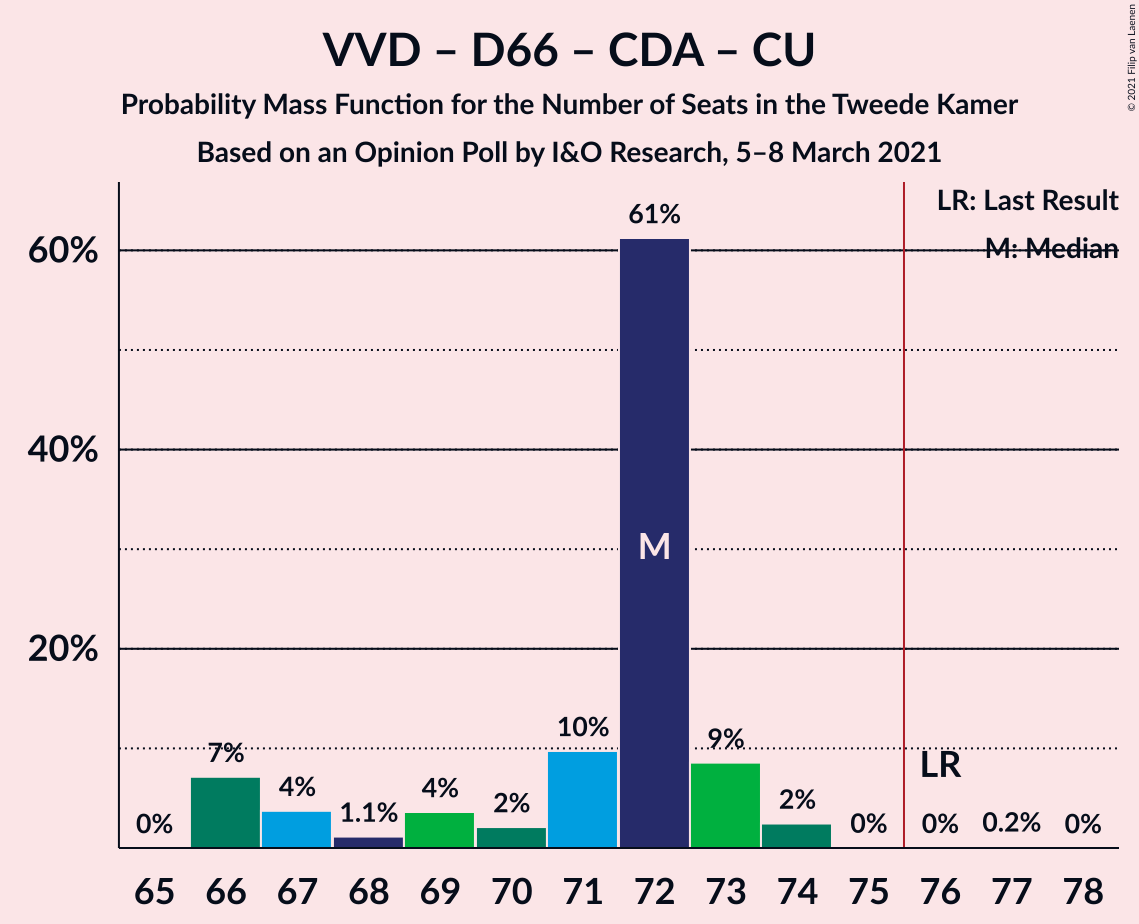 VVD – D66 – CDA – CU
Probability Mass Function for the Number of Seats in the Tweede Kamer
Based on an Opinion Poll by I&O Research, 5–8 March 2021
© 2021 Filip van Laenen
LR: Last Result
M: Median
60%
40%
20%
0%
7%
4%
1.1%
4%
2%
10%
61%
9%
2%
0%
0%
0.2%
0%
M
LR
65 66 67 68 69 70 71 72 73 74 75 76 77 78